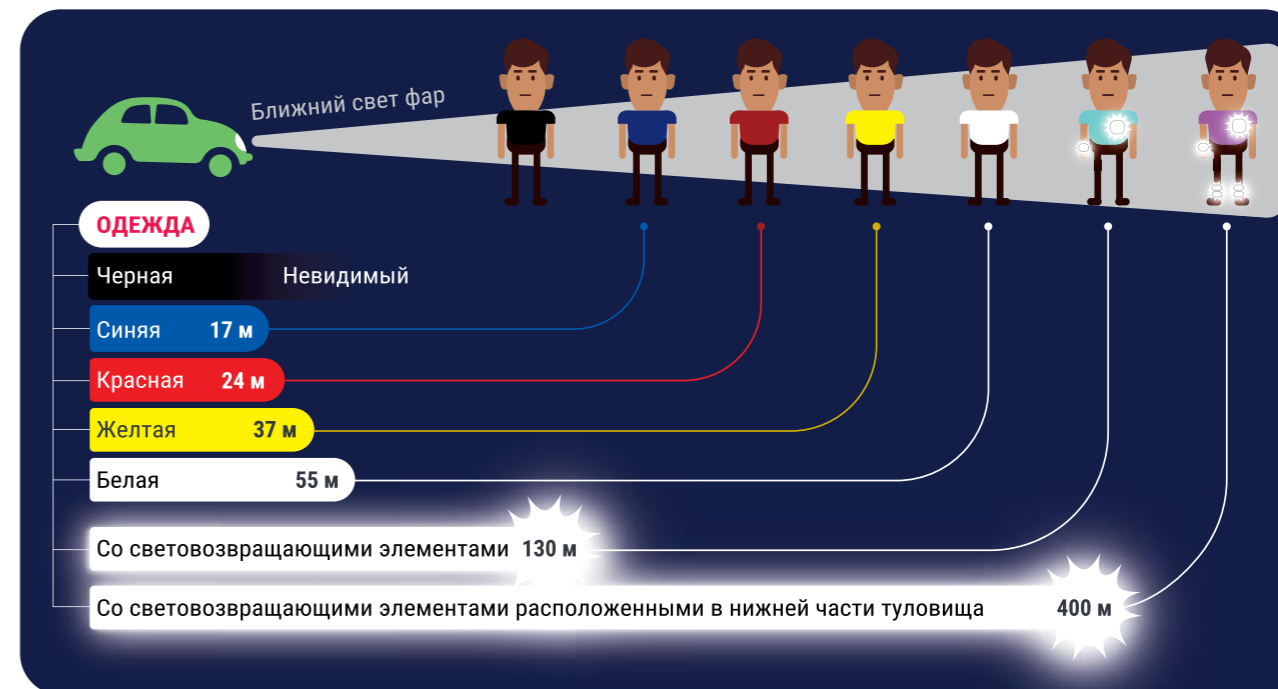 Ближний свет фар
ОДЕЖДА
Черная Невидимый
Синяя 17 м
Красная 24 м
Желтая 37 м
Белая 55 м
Со световозвращающими элементами 130 м
Со световозвращающими элементами расположенными в нижней части туловища 400 м